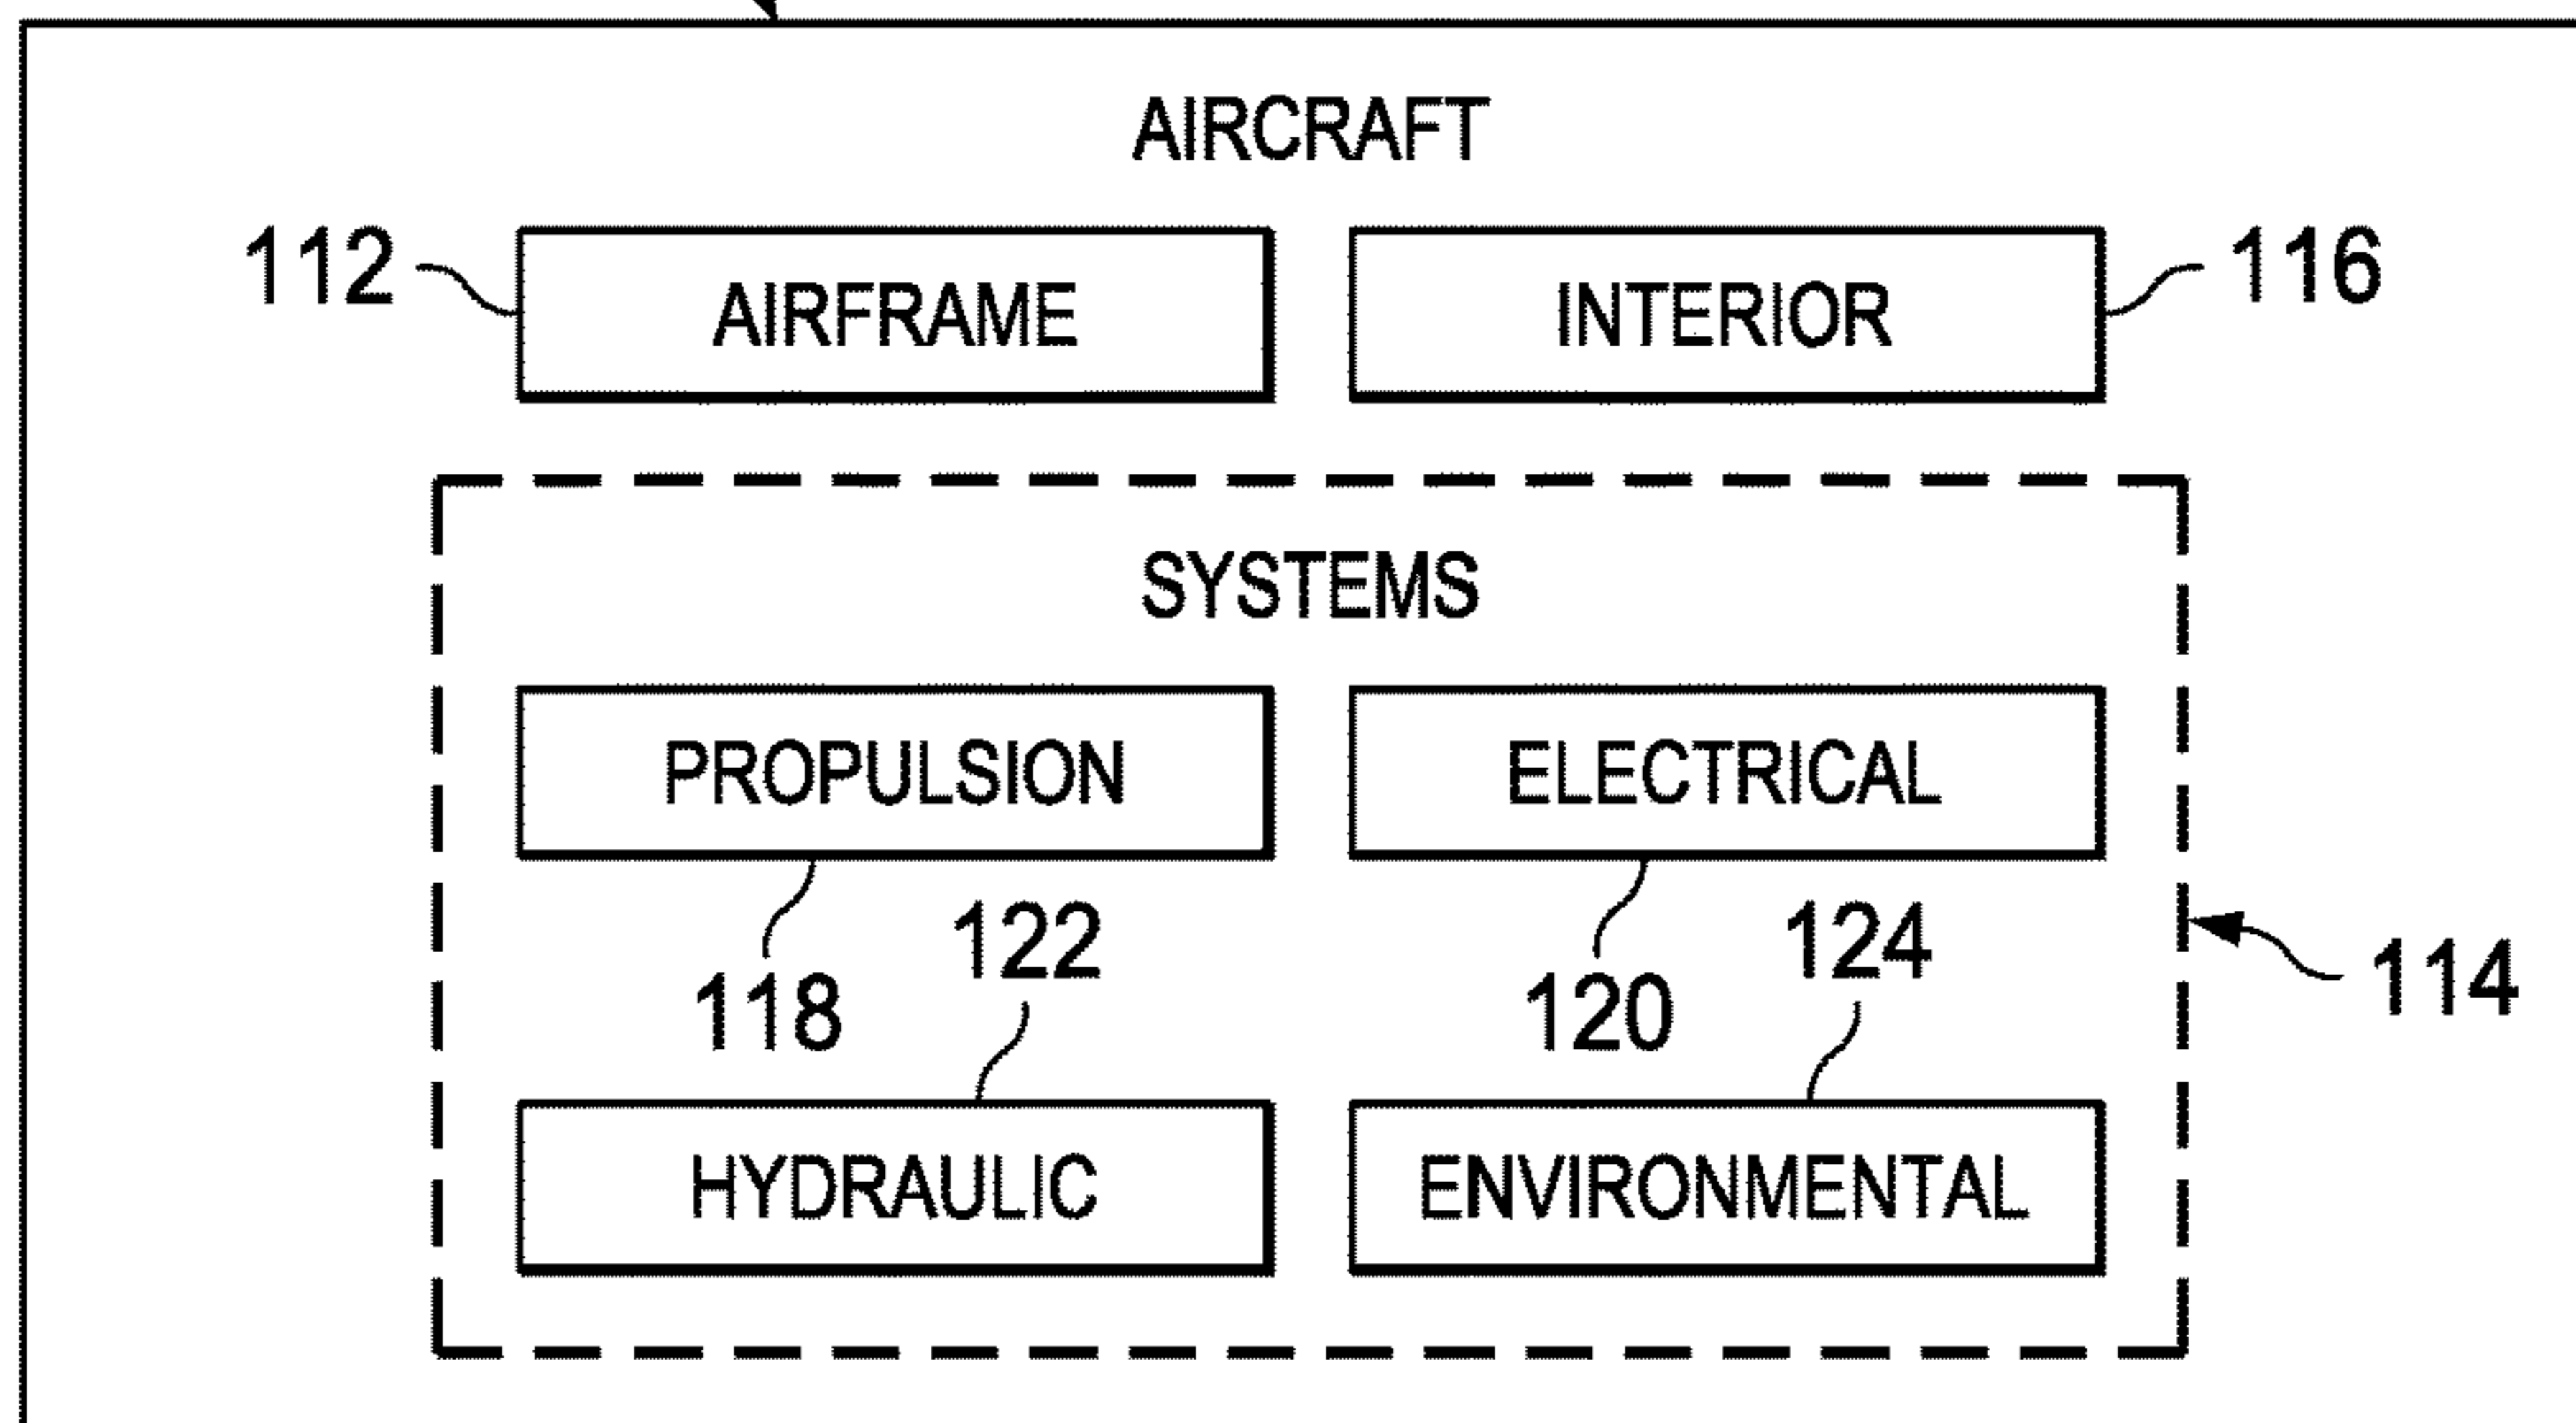 AIRCRAFT
112 AIRFRAME INTERIOR 116
SYSTEMS
PROPULSION ELECTRICAL
122 124
118 120 114
HYDRAULIC ENVIRONMENTAL